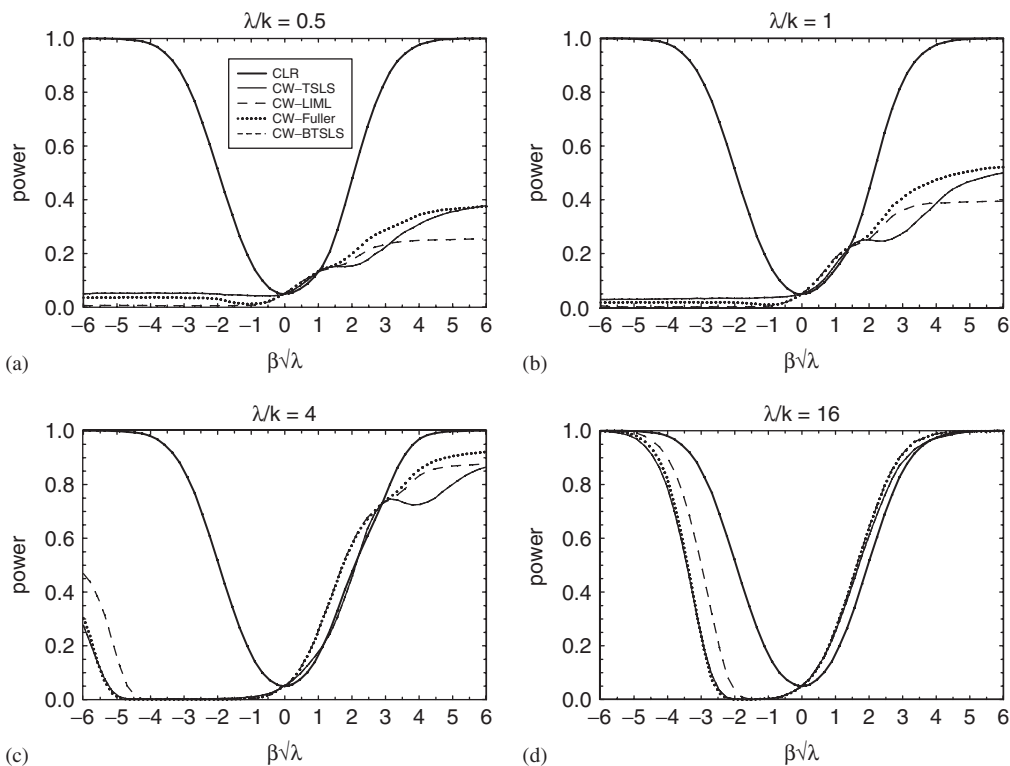 λ/k = 0.5
1.0
0.8
0.6
0.4
0.2
0.0
power
CLR
CW–TSLS
CW–LIML
CW–Fuller
CW–BTSLS
–6 –5 –4 –3 –2 –1 0 1 2 3 4 5 6
(a)
β√λ
λ/k = 1
1.0
0.8
0.6
0.4
0.2
0.0
power
–6 –5 –4 –3 –2 –1 0 1 2 3 4 5 6
(b)
β√λ
λ/k = 4
1.0
0.8
0.6
0.4
0.2
0.0
power
–6 –5 –4 –3 –2 –1 0 1 2 3 4 5 6
(c)
β√λ
λ/k = 16
1.0
0.8
0.6
0.4
0.2
0.0
power
–6 –5 –4 –3 –2 –1 0 1 2 3 4 5 6
(d)
β√λ